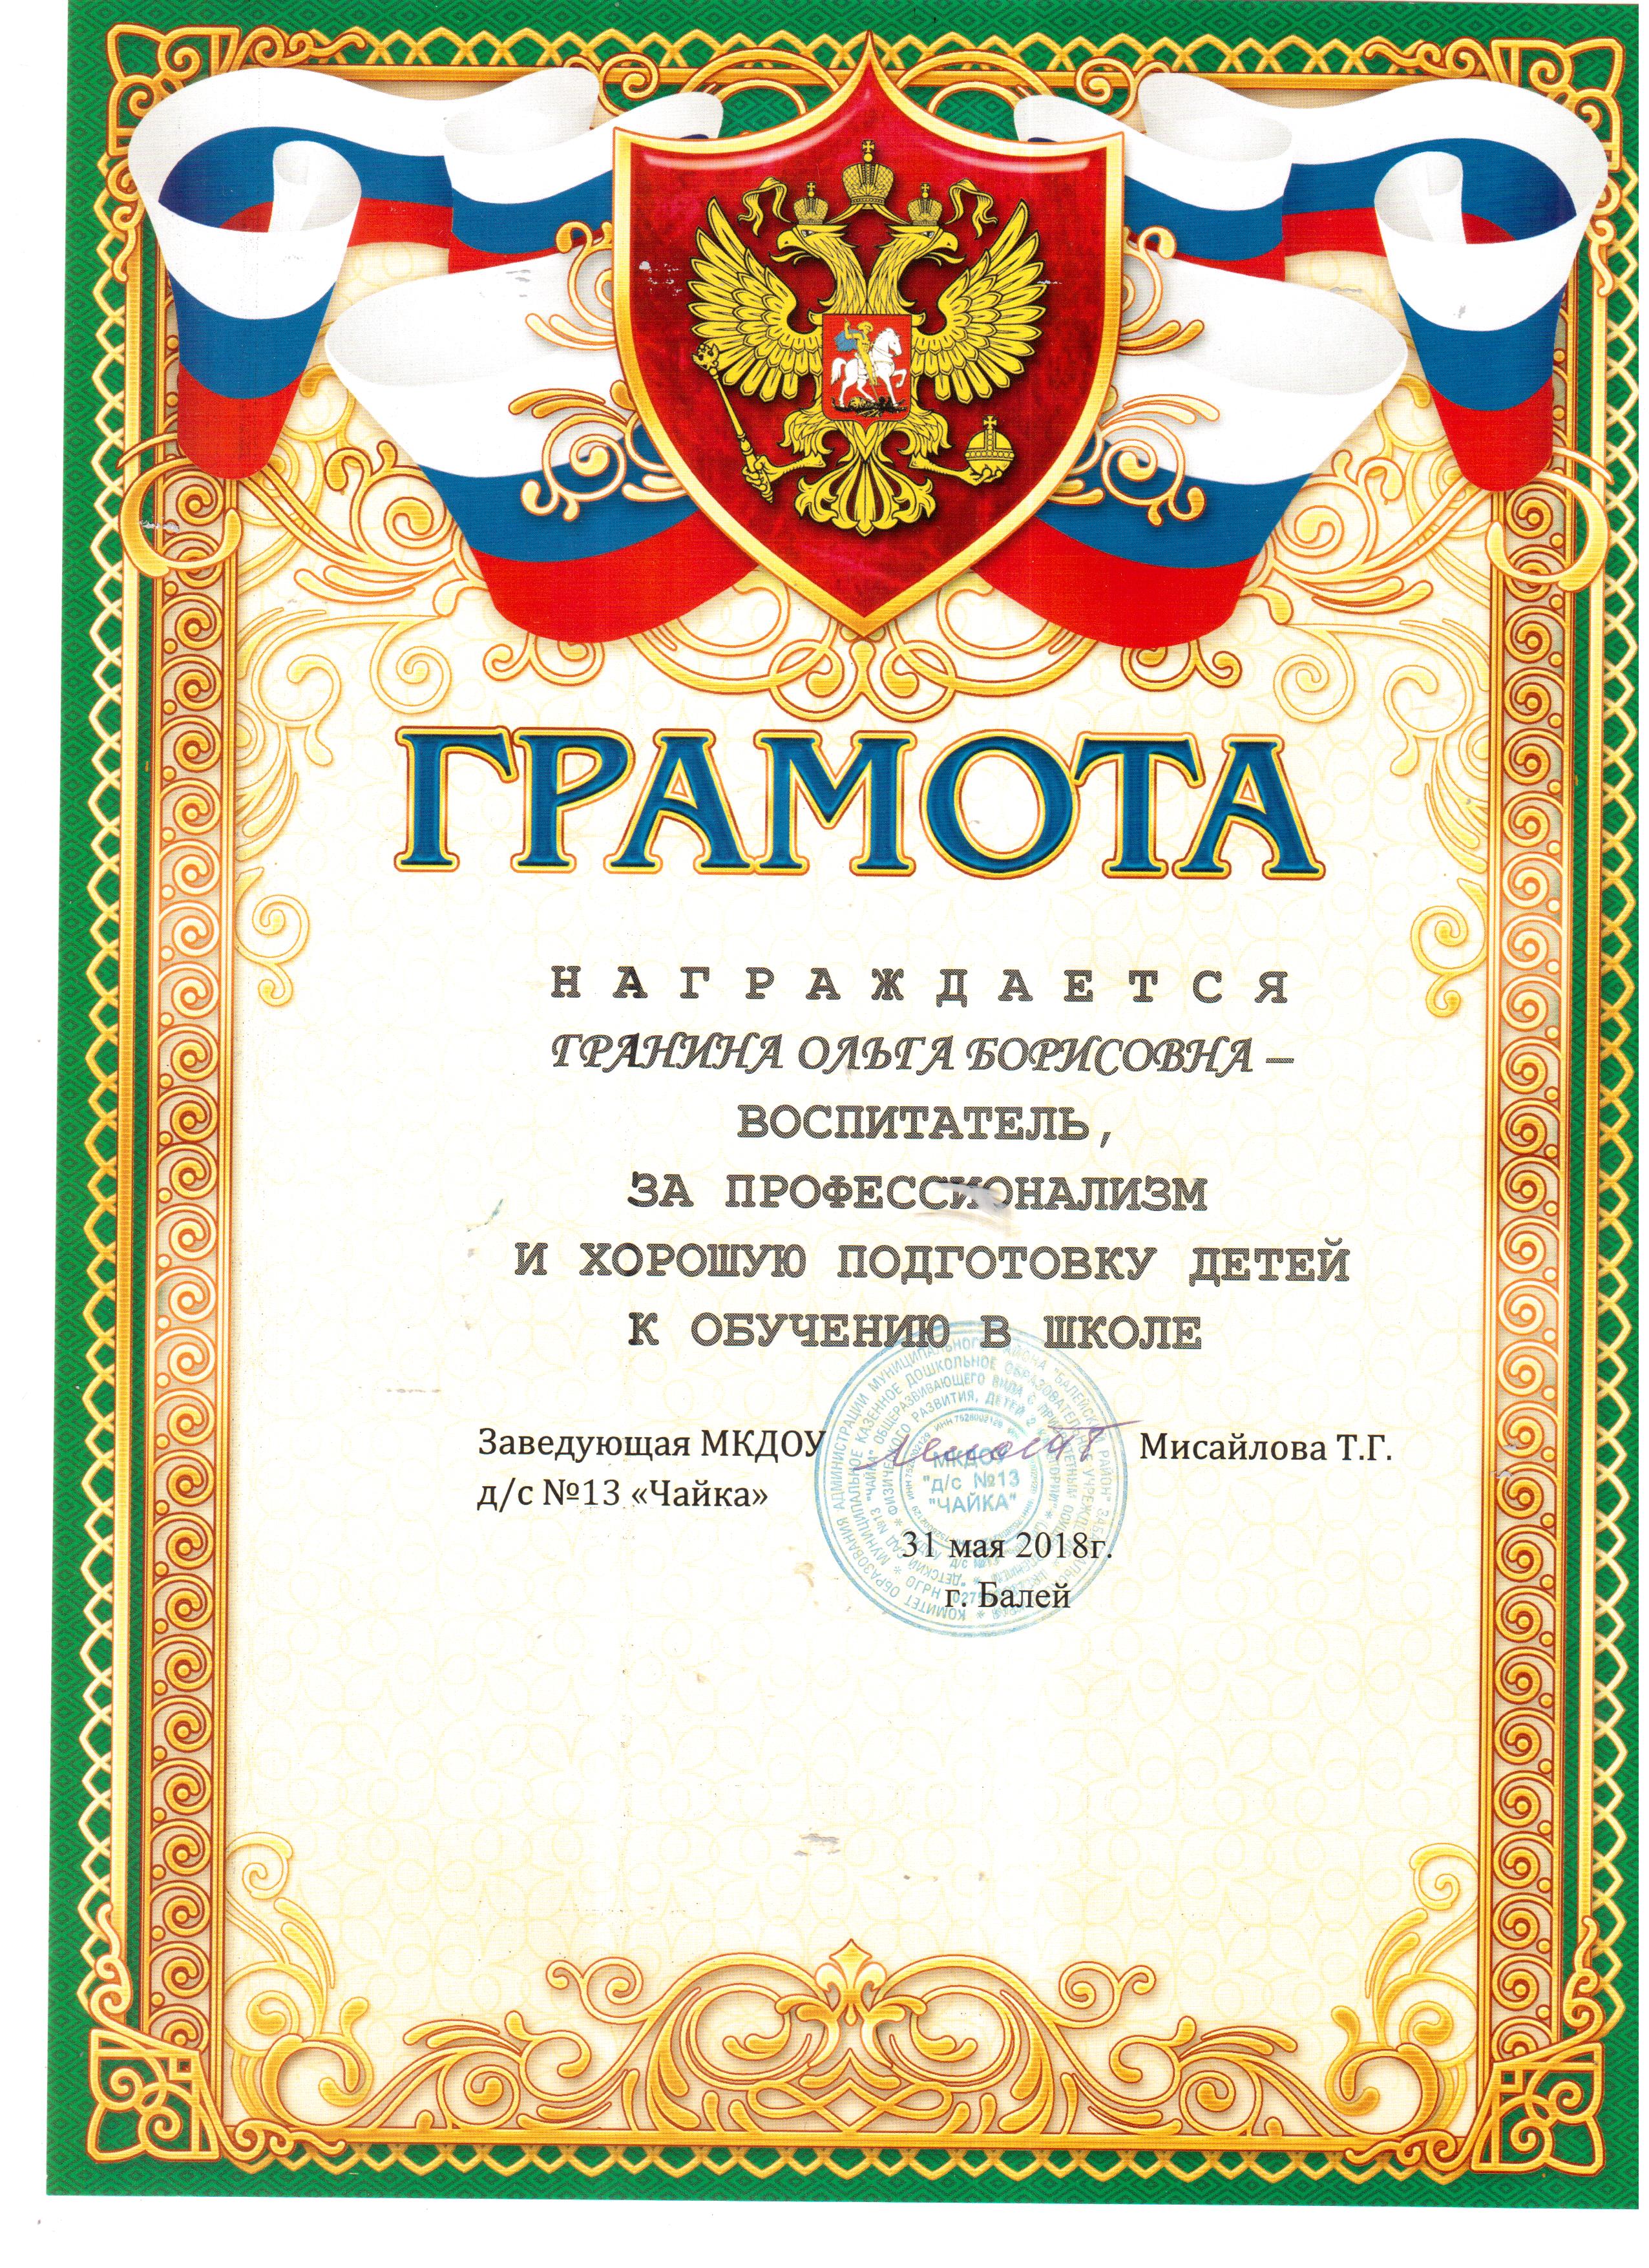 ГРАМОТА
НАГРАЖДАЕТСЯ
ГРАНИНА ОЛЬГА БОРИСОВНА –
ВОСПИТАТЕЛЬ,
ЗА ПРОФЕССИОНАЛИЗМ
И ХОРОШУЮ ПОДГОТОВКУ ДЕТЕЙ
К ОБУЧЕНИЮ В ШКОЛЕ
Заведующая МКДОУ Мисайлова Т.Г.
д/с №13 «Чайка»
МКДОУ
"д/с №13
"ЧАЙКА"
31 мая 2018г.
г. Балей